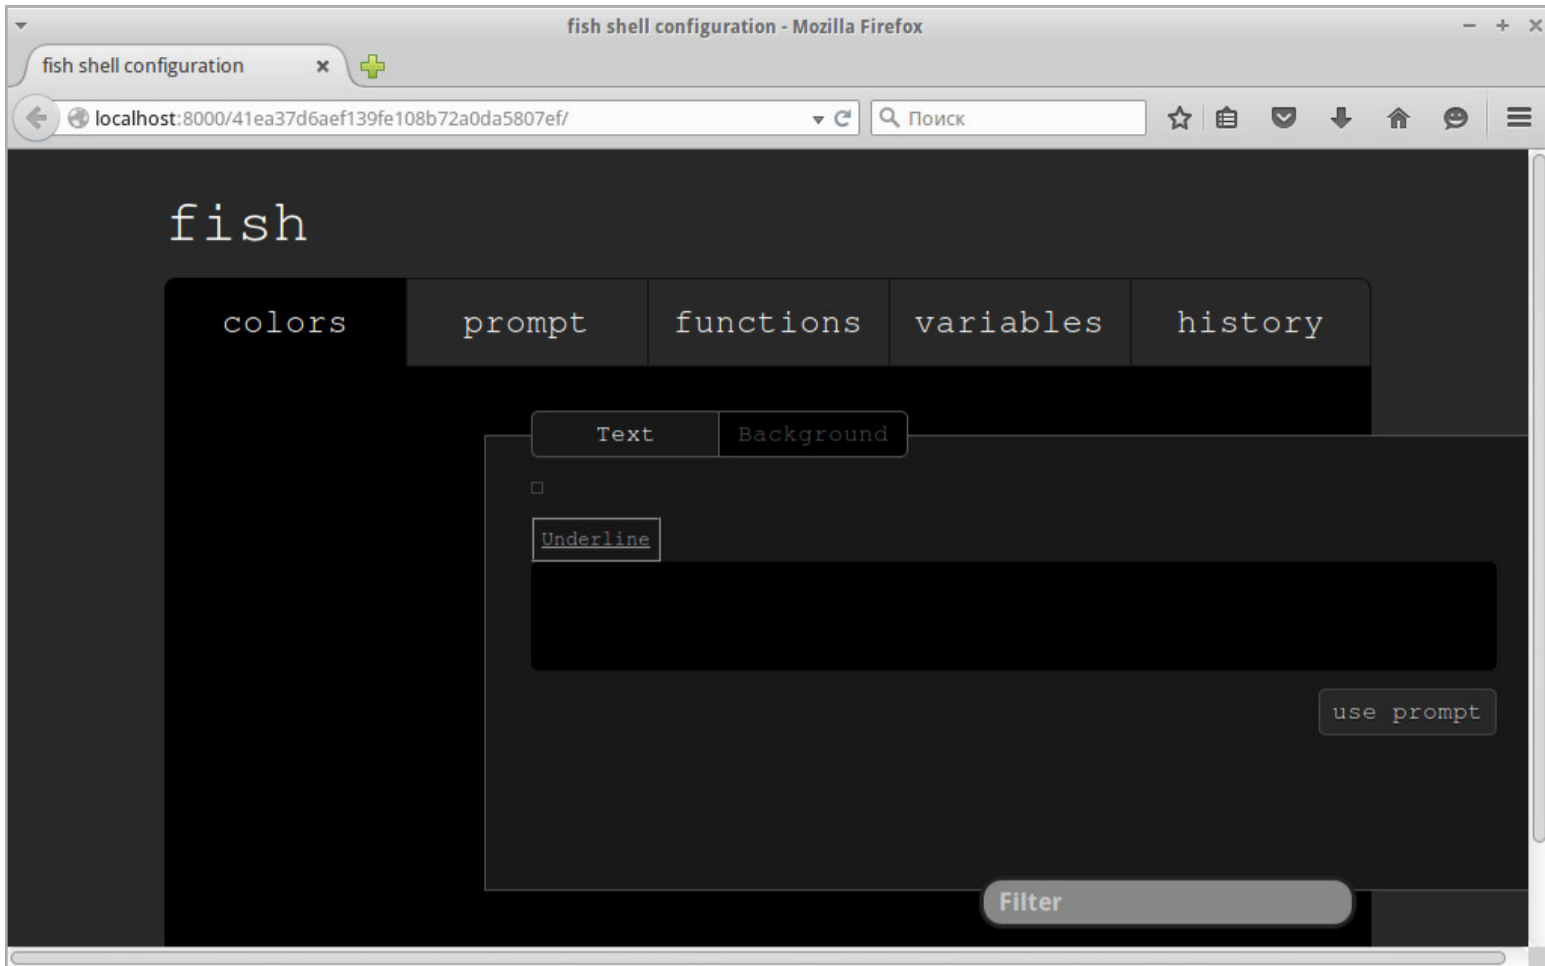 fish shell configuration - Mozilla Firefox
fish shell configuration
localhost:8000/41ea37d6aef139fe108b72a0da5807ef/
Поиск
fish
colors prompt functions variables history
Text Background
Underline
use prompt
Filter